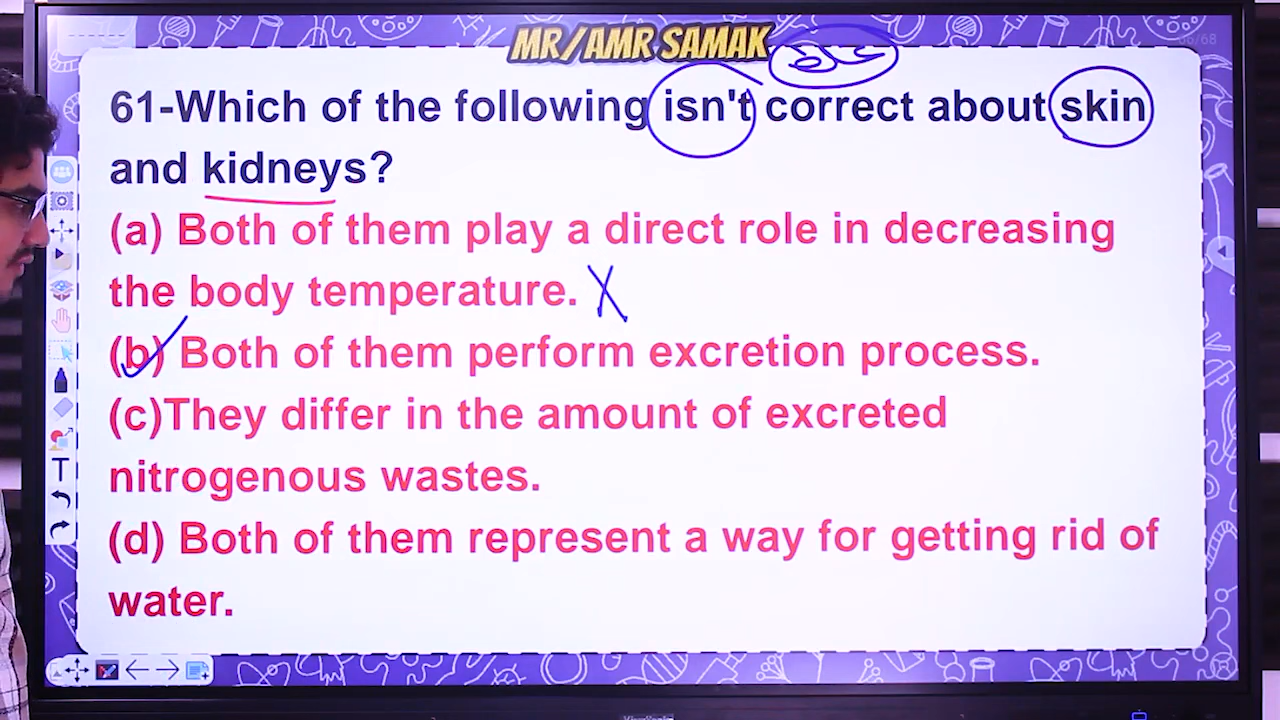 MR/AMR SAMAK
61-Which of the following isn't correct about skin
and kidneys?
(a) Both of them play a direct role in decreasing
the body temperature. X
(b) Both of them perform excretion process.
(c)They differ in the amount of excreted
nitrogenous wastes.
(d) Both of them represent a way for getting rid of
water.